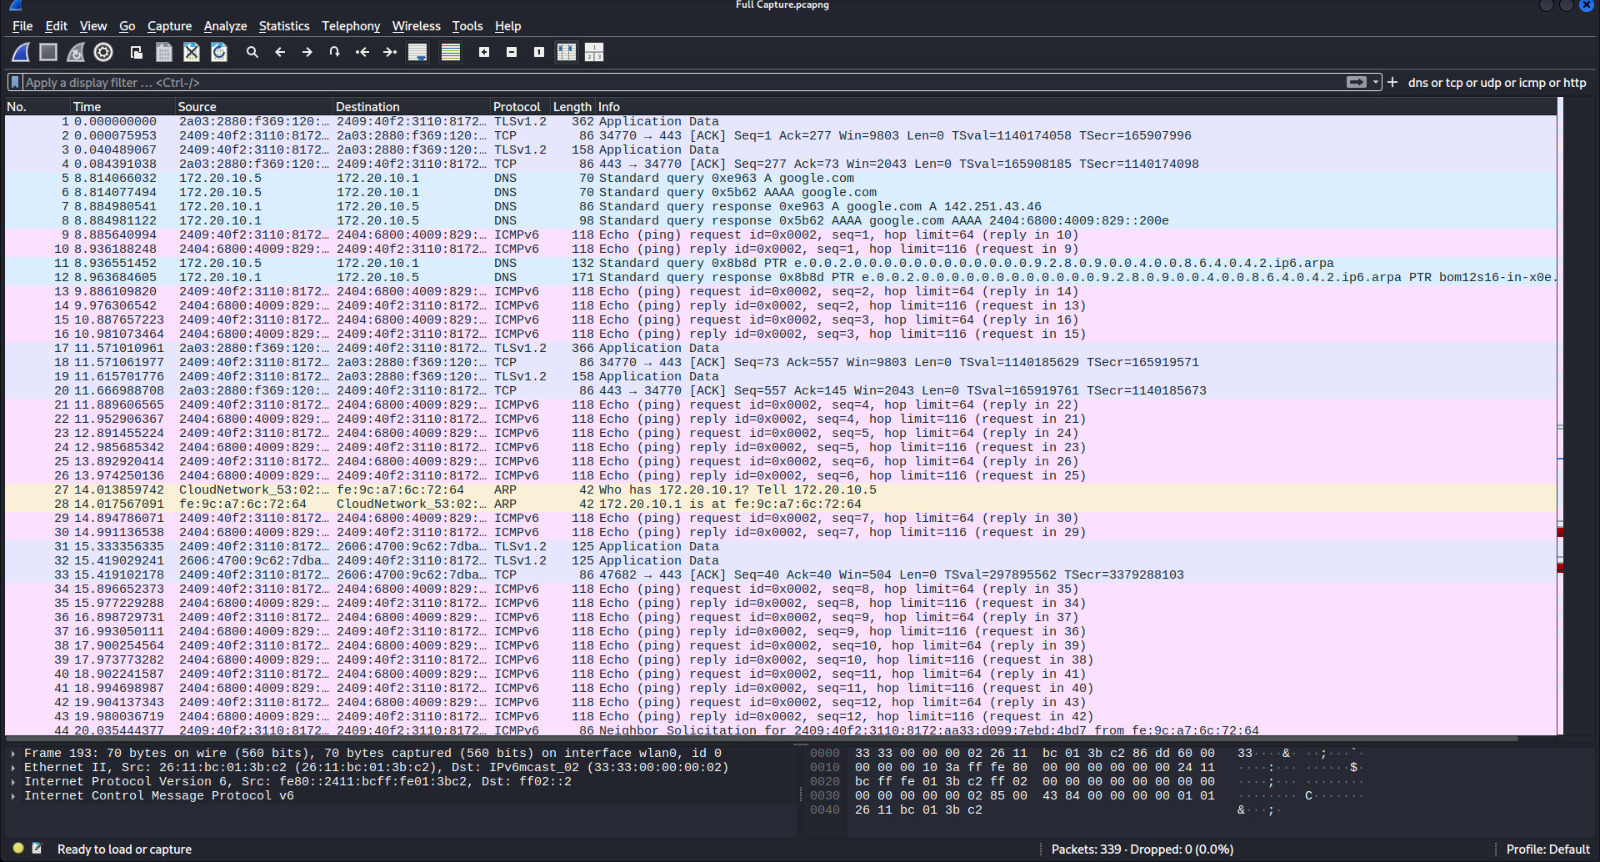 Full Capture.pcapng
File Edit View Go Capture Analyze Statistics Telephony Wireless Tools Help
Apply a display filter ... <Ctrl-/> + dns or tcp or udp or icmp or http
No. Time Source Destination Protocol Length Info
1 0.000000000 2a03:2880:f369:120:… 2409:40f2:3110:8172… TLSv1.2 362 Application Data
2 0.000075953 2409:40f2:3110:8172… 2a03:2880:f369:120:… TCP 86 34770 → 443 [ACK] Seq=1 Ack=277 Win=9803 Len=0 TSval=1140174058 TSecr=165907996
3 0.040489067 2409:40f2:3110:8172… 2a03:2880:f369:120:… TLSv1.2 158 Application Data
4 0.084391038 2a03:2880:f369:120:… 2409:40f2:3110:8172… TCP 86 443 → 34770 [ACK] Seq=277 Ack=73 Win=2043 Len=0 TSval=165908185 TSecr=1140174098
5 8.814066032 172.20.10.5 172.20.10.1 DNS 70 Standard query 0xe963 A google.com
6 8.814077494 172.20.10.5 172.20.10.1 DNS 70 Standard query 0x5b62 AAAA google.com
7 8.884980541 172.20.10.1 172.20.10.5 DNS 86 Standard query response 0xe963 A google.com A 142.251.43.46
8 8.884981122 172.20.10.1 172.20.10.5 DNS 98 Standard query response 0x5b62 AAAA google.com AAAA 2404:6800:4009:829::200e
9 8.885640994 2409:40f2:3110:8172… 2404:6800:4009:829:… ICMPv6 118 Echo (ping) request id=0x0002, seq=1, hop limit=64 (reply in 10)
10 8.936188248 2404:6800:4009:829:… 2409:40f2:3110:8172… ICMPv6 118 Echo (ping) reply id=0x0002, seq=1, hop limit=116 (request in 9)
11 8.936551452 172.20.10.5 172.20.10.1 DNS 132 Standard query 0x8b8d PTR e.0.0.2.0.0.0.0.0.0.0.0.0.0.0.0.9.2.8.0.9.0.0.4.0.0.8.6.4.0.4.2.ip6.arpa
12 8.963684605 172.20.10.1 172.20.10.5 DNS 171 Standard query response 0x8b8d PTR e.0.0.2.0.0.0.0.0.0.0.0.0.0.0.0.9.2.8.0.9.0.0.4.0.0.8.6.4.0.4.2.ip6.arpa PTR bom12s16-in-x0e.
13 9.886109820 2409:40f2:3110:8172… 2404:6800:4009:829:… ICMPv6 118 Echo (ping) request id=0x0002, seq=2, hop limit=64 (reply in 14)
14 9.976306542 2404:6800:4009:829:… 2409:40f2:3110:8172… ICMPv6 118 Echo (ping) reply id=0x0002, seq=2, hop limit=116 (request in 13)
15 10.887657223 2409:40f2:3110:8172… 2404:6800:4009:829:… ICMPv6 118 Echo (ping) request id=0x0002, seq=3, hop limit=64 (reply in 16)
16 10.981073464 2404:6800:4009:829:… 2409:40f2:3110:8172… ICMPv6 118 Echo (ping) reply id=0x0002, seq=3, hop limit=116 (request in 15)
17 11.571010961 2a03:2880:f369:120:… 2409:40f2:3110:8172… TLSv1.2 366 Application Data
18 11.571061977 2409:40f2:3110:8172… 2a03:2880:f369:120:… TCP 86 34770 → 443 [ACK] Seq=73 Ack=557 Win=9803 Len=0 TSval=1140185629 TSecr=165919571
19 11.615701776 2409:40f2:3110:8172… 2a03:2880:f369:120:… TLSv1.2 158 Application Data
20 11.666988708 2a03:2880:f369:120:… 2409:40f2:3110:8172… TCP 86 443 → 34770 [ACK] Seq=557 Ack=145 Win=2043 Len=0 TSval=165919761 TSecr=1140185673
21 11.889606565 2409:40f2:3110:8172… 2404:6800:4009:829:… ICMPv6 118 Echo (ping) request id=0x0002, seq=4, hop limit=64 (reply in 22)
22 11.952906367 2404:6800:4009:829:… 2409:40f2:3110:8172… ICMPv6 118 Echo (ping) reply id=0x0002, seq=4, hop limit=116 (request in 21)
23 12.891455224 2409:40f2:3110:8172… 2404:6800:4009:829:… ICMPv6 118 Echo (ping) request id=0x0002, seq=5, hop limit=64 (reply in 24)
24 12.985685342 2404:6800:4009:829:… 2409:40f2:3110:8172… ICMPv6 118 Echo (ping) reply id=0x0002, seq=5, hop limit=116 (request in 23)
25 13.892920414 2409:40f2:3110:8172… 2404:6800:4009:829:… ICMPv6 118 Echo (ping) request id=0x0002, seq=6, hop limit=64 (reply in 26)
26 13.974250136 2404:6800:4009:829:… 2409:40f2:3110:8172… ICMPv6 118 Echo (ping) reply id=0x0002, seq=6, hop limit=116 (request in 25)
27 14.013859742 CloudNetwork_53:02:… fe:9c:a7:6c:72:64 ARP 42 Who has 172.20.10.1? Tell 172.20.10.5
28 14.017567091 fe:9c:a7:6c:72:64 CloudNetwork_53:02:… ARP 42 172.20.10.1 is at fe:9c:a7:6c:72:64
29 14.894786071 2409:40f2:3110:8172… 2404:6800:4009:829:… ICMPv6 118 Echo (ping) request id=0x0002, seq=7, hop limit=64 (reply in 30)
30 14.991136538 2404:6800:4009:829:… 2409:40f2:3110:8172… ICMPv6 118 Echo (ping) reply id=0x0002, seq=7, hop limit=116 (request in 29)
31 15.333356335 2409:40f2:3110:8172… 2606:4700:9c62:7dba… TLSv1.2 125 Application Data
32 15.419029241 2606:4700:9c62:7dba… 2409:40f2:3110:8172… TLSv1.2 125 Application Data
33 15.419102178 2409:40f2:3110:8172… 2606:4700:9c62:7dba… TCP 86 47682 → 443 [ACK] Seq=40 Ack=40 Win=504 Len=0 TSval=297895562 TSecr=3379288103
34 15.896652373 2409:40f2:3110:8172… 2404:6800:4009:829:… ICMPv6 118 Echo (ping) request id=0x0002, seq=8, hop limit=64 (reply in 35)
35 15.977229288 2404:6800:4009:829:… 2409:40f2:3110:8172… ICMPv6 118 Echo (ping) reply id=0x0002, seq=8, hop limit=116 (request in 34)
36 16.898729731 2409:40f2:3110:8172… 2404:6800:4009:829:… ICMPv6 118 Echo (ping) request id=0x0002, seq=9, hop limit=64 (reply in 37)
37 16.993050111 2404:6800:4009:829:… 2409:40f2:3110:8172… ICMPv6 118 Echo (ping) reply id=0x0002, seq=9, hop limit=116 (request in 36)
38 17.900254564 2409:40f2:3110:8172… 2404:6800:4009:829:… ICMPv6 118 Echo (ping) request id=0x0002, seq=10, hop limit=64 (reply in 39)
39 17.973773282 2404:6800:4009:829:… 2409:40f2:3110:8172… ICMPv6 118 Echo (ping) reply id=0x0002, seq=10, hop limit=116 (request in 38)
40 18.902241587 2409:40f2:3110:8172… 2404:6800:4009:829:… ICMPv6 118 Echo (ping) request id=0x0002, seq=11, hop limit=64 (reply in 41)
41 18.994698987 2404:6800:4009:829:… 2409:40f2:3110:8172… ICMPv6 118 Echo (ping) reply id=0x0002, seq=11, hop limit=116 (request in 40)
42 19.904137343 2409:40f2:3110:8172… 2404:6800:4009:829:… ICMPv6 118 Echo (ping) request id=0x0002, seq=12, hop limit=64 (reply in 43)
43 19.980036719 2404:6800:4009:829:… 2409:40f2:3110:8172… ICMPv6 118 Echo (ping) reply id=0x0002, seq=12, hop limit=116 (request in 42)
44 20.035444377 2409:40f2:3110:8172… 2409:40f2:3110:8172… ICMPv6 86 Neighbor Solicitation for 2409:40f2:3110:8172:aa33:d099:7ebd:4bd7 from fe:9c:a7:6c:72:64
Frame 193: 70 bytes on wire (560 bits), 70 bytes captured (560 bits) on interface wlan0, id 0
Ethernet II, Src: 26:11:bc:01:3b:c2 (26:11:bc:01:3b:c2), Dst: IPv6mcast_02 (33:33:00:00:00:02)
Internet Protocol Version 6, Src: fe80::2411:bcff:fe01:3bc2, Dst: ff02::2
Internet Control Message Protocol v6
0000 33 33 00 00 00 02 26 11 bc 01 3b c2 86 dd 60 00 33····&· ··;···`·
0010 00 00 00 10 3a ff fe 80 00 00 00 00 00 00 24 11 ····:··· ······$·
0020 bc ff fe 01 3b c2 ff 02 00 00 00 00 00 00 00 00 ····;··· ········
0030 00 00 00 00 00 02 85 00 43 84 00 00 00 00 01 01 ········ C·······
0040 26 11 bc 01 3b c2 &···;·
Ready to load or capture
Packets: 339 · Dropped: 0 (0.0%)
Profile: Default